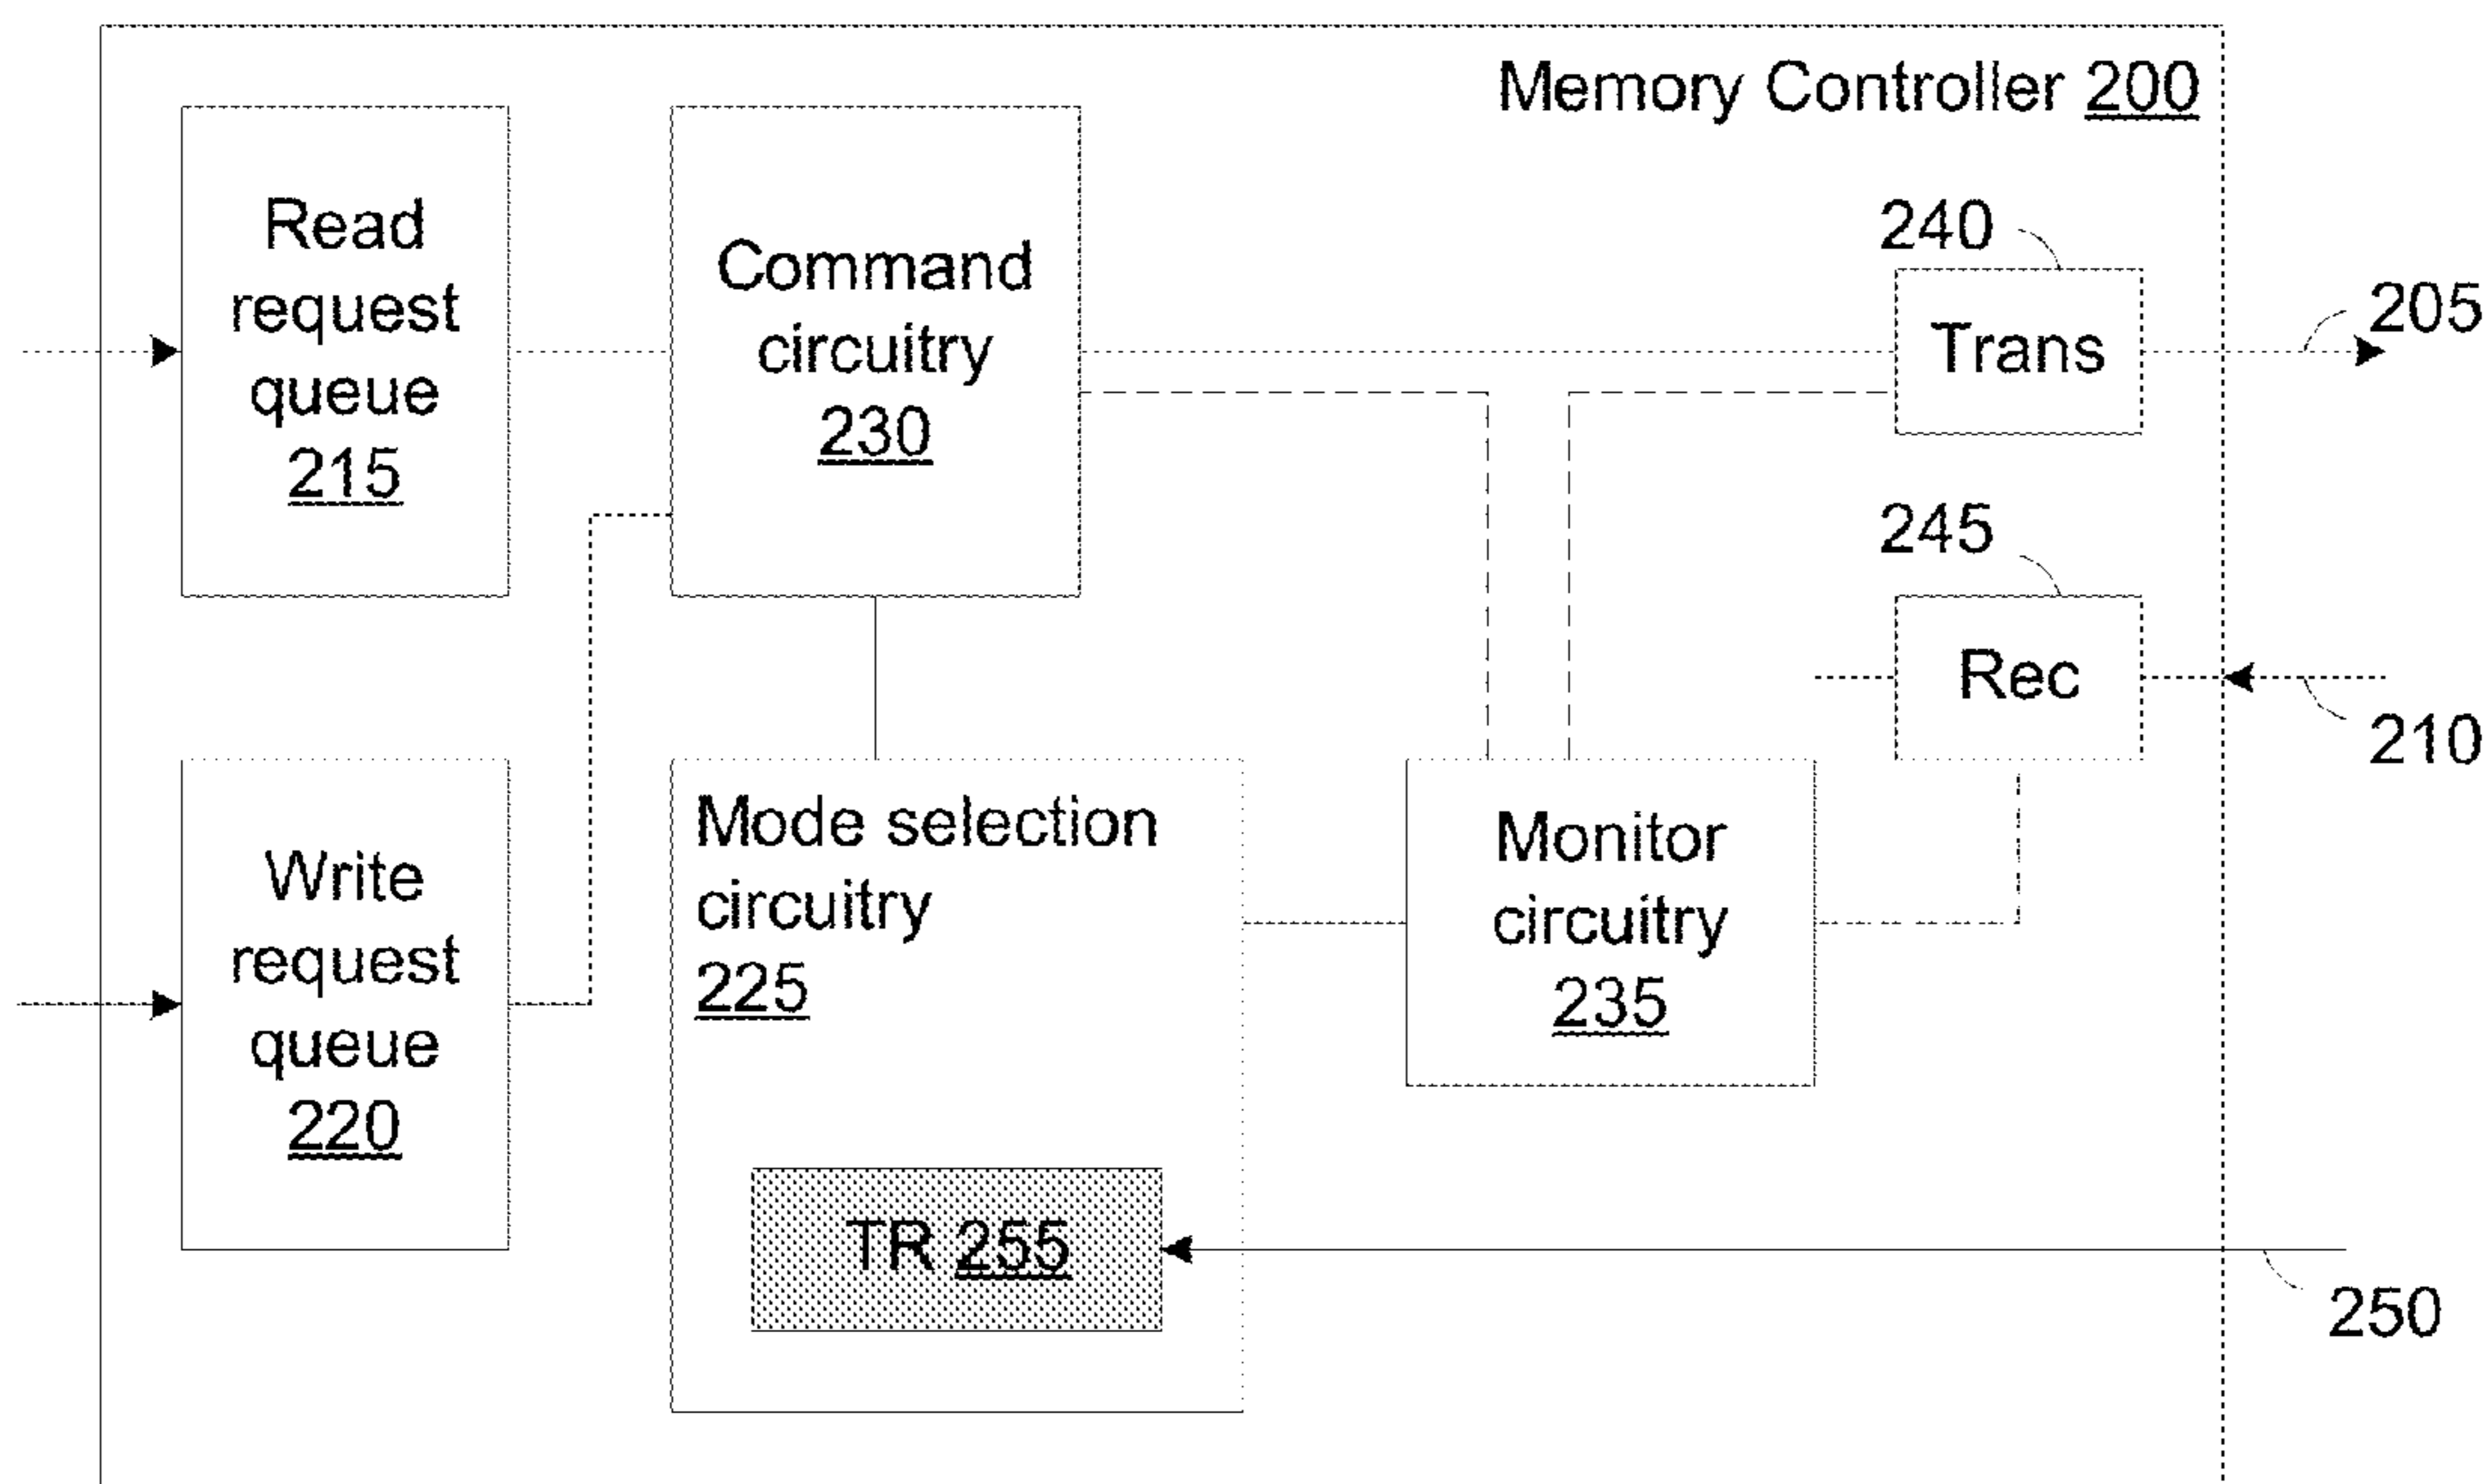 Memory Controller 200
Read
request
queue
215
Command
circuitry
230
240
Trans
205
245
Rec
210
Write
request
queue
220
Mode selection
circuitry
225
Monitor
circuitry
235
TR 255
250